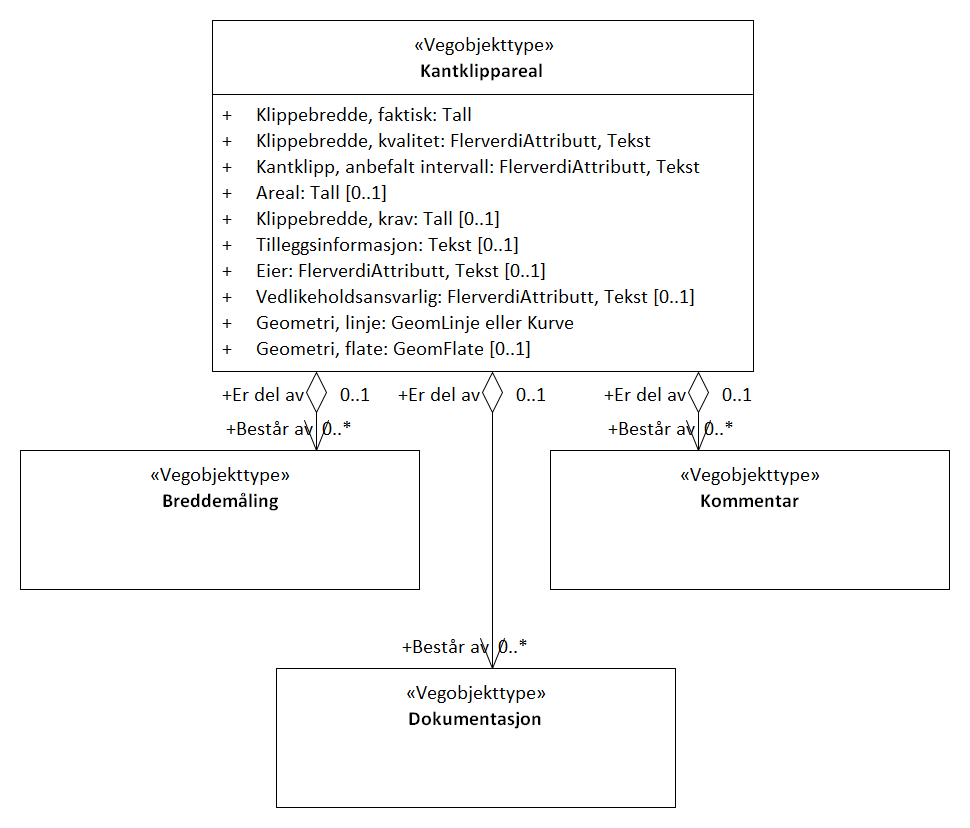 «Vegobjekttype»
Kantklippareal
+ Klippebredde, faktisk: Tall
+ Klippebredde, kvalitet: FlerverdiAttributt, Tekst
+ Kantklipp, anbefalt intervall: FlerverdiAttributt, Tekst
+ Areal: Tall [0..1]
+ Klippebredde, krav: Tall [0..1]
+ Tilleggsinformasjon: Tekst [0..1]
+ Eier: FlerverdiAttributt, Tekst [0..1]
+ Vedlikeholdsansvarlig: FlerverdiAttributt, Tekst [0..1]
+ Geometri, linje: GeomLinje eller Kurve
+ Geometri, flate: GeomFlate [0..1]
+Er del av 0..1 +Er del av 0..1 +Er del av 0..1
+Består av 0..* +Består av 0..*
«Vegobjekttype»
Breddemåling
«Vegobjekttype»
Kommentar
+Består av 0..*
«Vegobjekttype»
Dokumentasjon